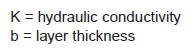 K = hydraulic conductivity
b = layer thickness